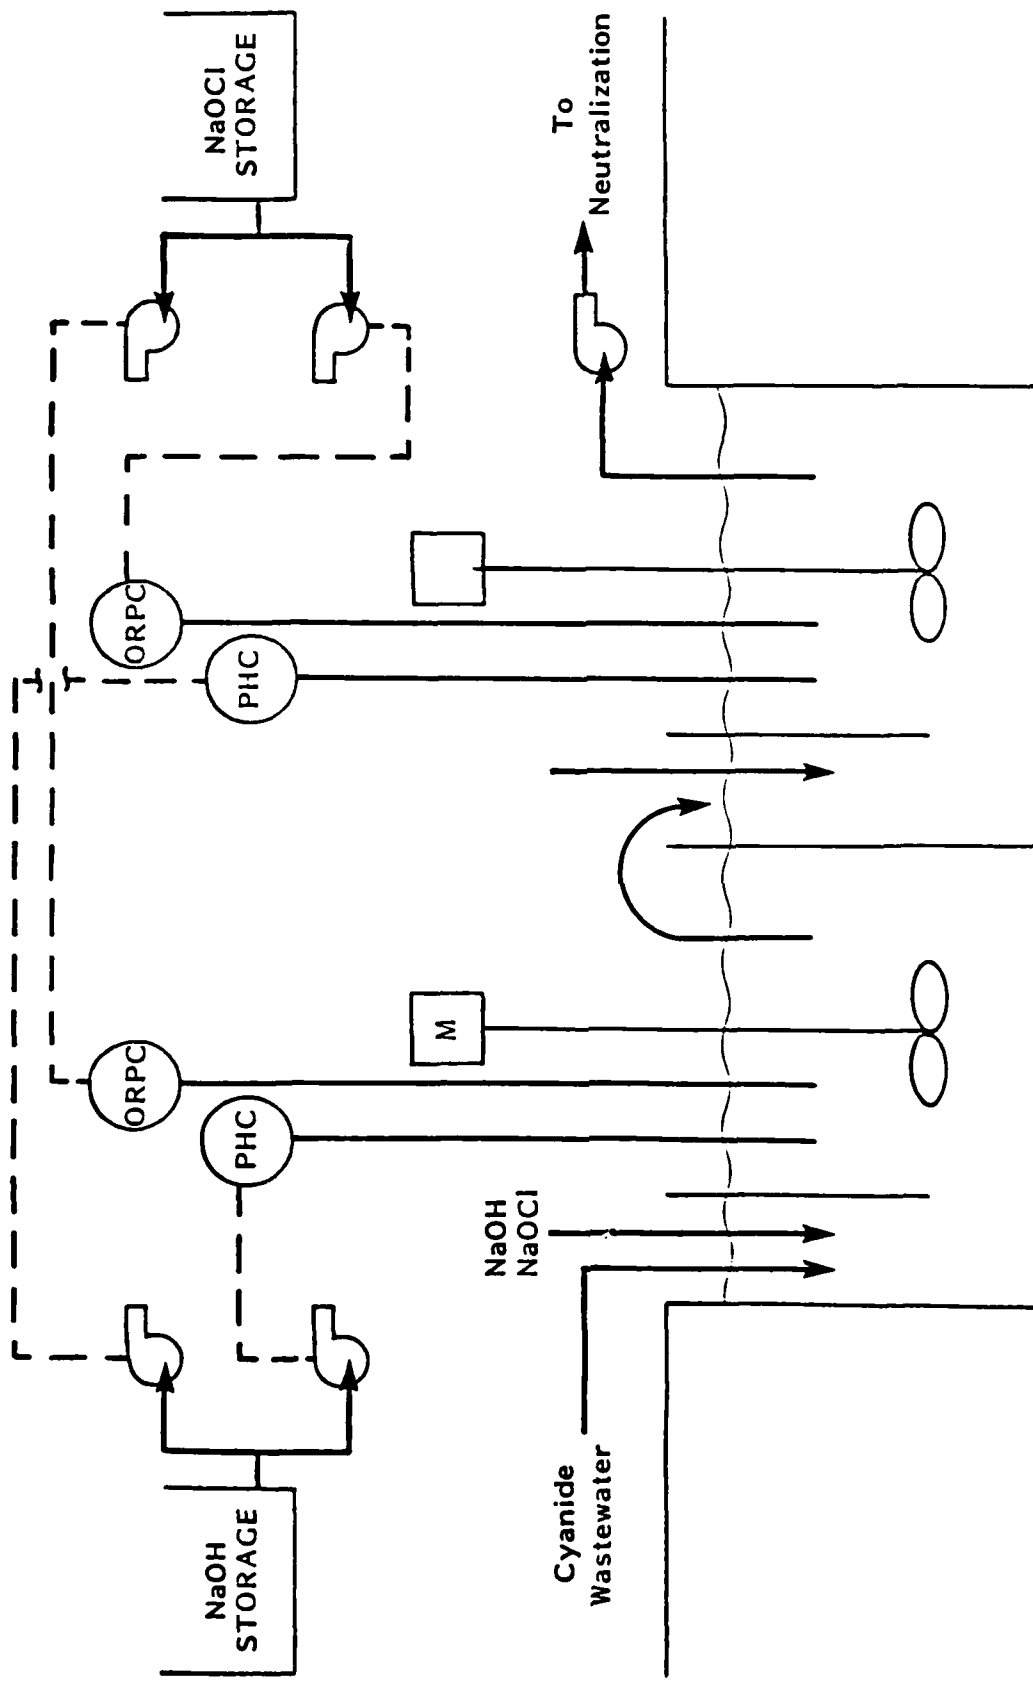 NaOH
STORAGE
NaOCl
STORAGE
ORPC
ORPC
PHC
PHC
M
NaOH
NaOCl
Cyanide
Wastewater
To
Neutralization